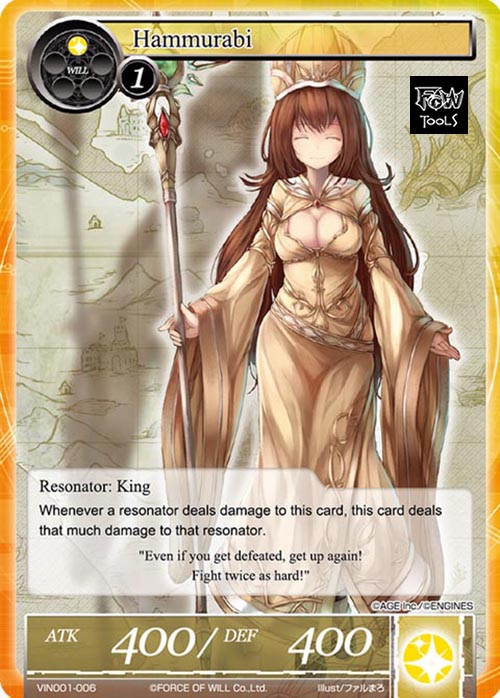 Hammurabi
WILL
1
FOW
TOOLS
Resonator: King
Whenever a resonator deals damage to this card, this card deals
that much damage to that resonator.
"Even if you get defeated, get up again!
Fight twice as hard!"
©AGE Inc./©ENGINES
ATK 400 / DEF 400
VIN001-006 ©FORCE OF WILL Co.,Ltd. Illust/ファルまろ